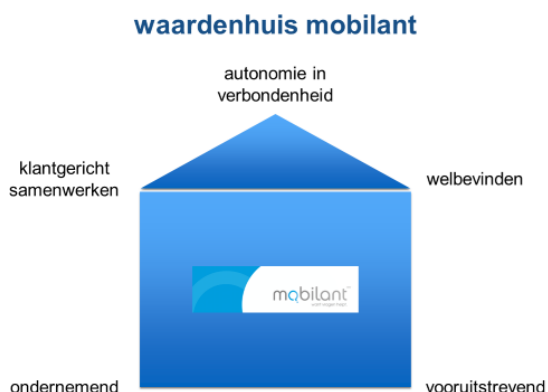 waardenhuis mobilant
autonomie in
verbondenheid
klantgericht
samenwerken
welbevinden
mobilant
ondernemend
vooruitstrevend